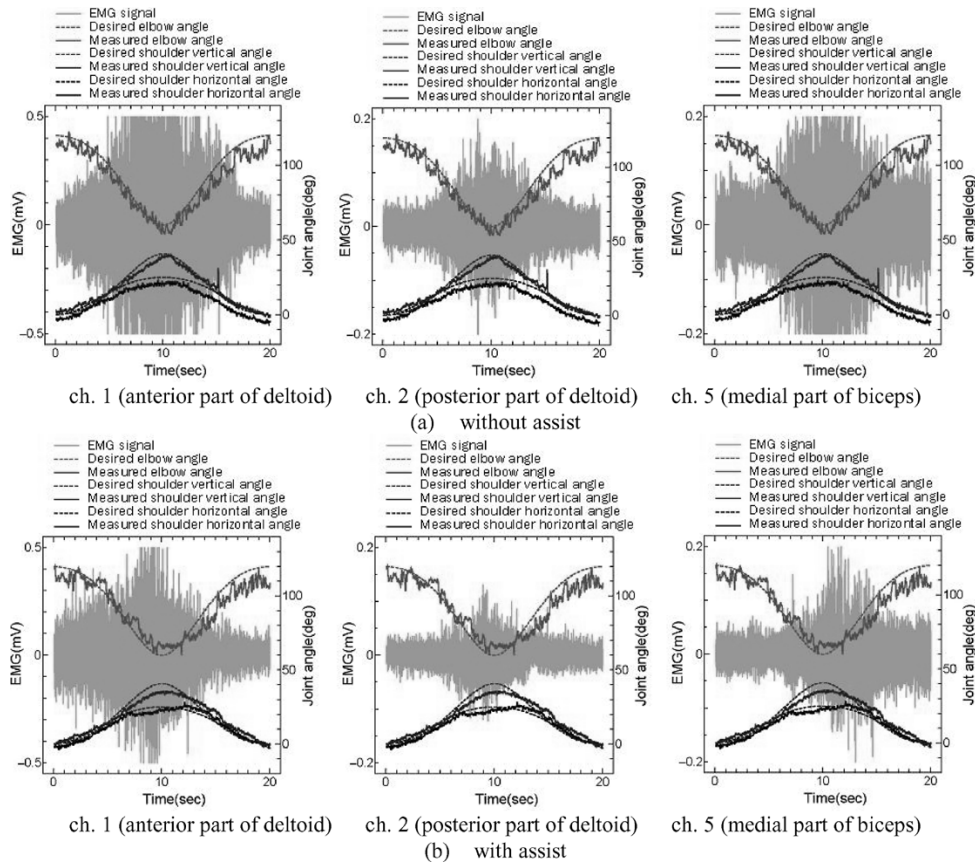 EMG signal
Desired elbow angle
Measured elbow angle
Desired shoulder vertical angle
Measured shoulder vertical angle
Desired shoulder horizontal angle
Measured shoulder horizontal angle
0.5
0
−0.5
EMG(mV)
100
50
0
Joint angle(deg)
0
10
20
Time(sec)
ch. 1 (anterior part of deltoid)
EMG signal
Desired elbow angle
Measured elbow angle
Desired shoulder vertical angle
Measured shoulder vertical angle
Desired shoulder horizontal angle
Measured shoulder horizontal angle
0.2
0
−0.2
EMG(mV)
100
50
0
Joint angle(deg)
0
10
20
Time(sec)
ch. 2 (posterior part of deltoid)
EMG signal
Desired elbow angle
Measured elbow angle
Desired shoulder vertical angle
Measured shoulder vertical angle
Desired shoulder horizontal angle
Measured shoulder horizontal angle
0.2
0
−0.2
EMG(mV)
100
50
0
Joint angle(deg)
0
10
20
Time(sec)
ch. 5 (medial part of biceps)
(a) without assist
EMG signal
Desired elbow angle
Measured elbow angle
Desired shoulder vertical angle
Measured shoulder vertical angle
Desired shoulder horizontal angle
Measured shoulder horizontal angle
0.5
0
−0.5
EMG(mV)
100
50
0
Joint angle(deg)
0
10
20
Time(sec)
ch. 1 (anterior part of deltoid)
EMG signal
Desired elbow angle
Measured elbow angle
Desired shoulder vertical angle
Measured shoulder vertical angle
Desired shoulder horizontal angle
Measured shoulder horizontal angle
0.2
0
−0.2
EMG(mV)
100
50
0
Joint angle(deg)
0
10
20
Time(sec)
ch. 2 (posterior part of deltoid)
EMG signal
Desired elbow angle
Measured elbow angle
Desired shoulder vertical angle
Measured shoulder vertical angle
Desired shoulder horizontal angle
Measured shoulder horizontal angle
0.2
0
−0.2
EMG(mV)
100
50
0
Joint angle(deg)
0
10
20
Time(sec)
ch. 5 (medial part of biceps)
(b) with assist